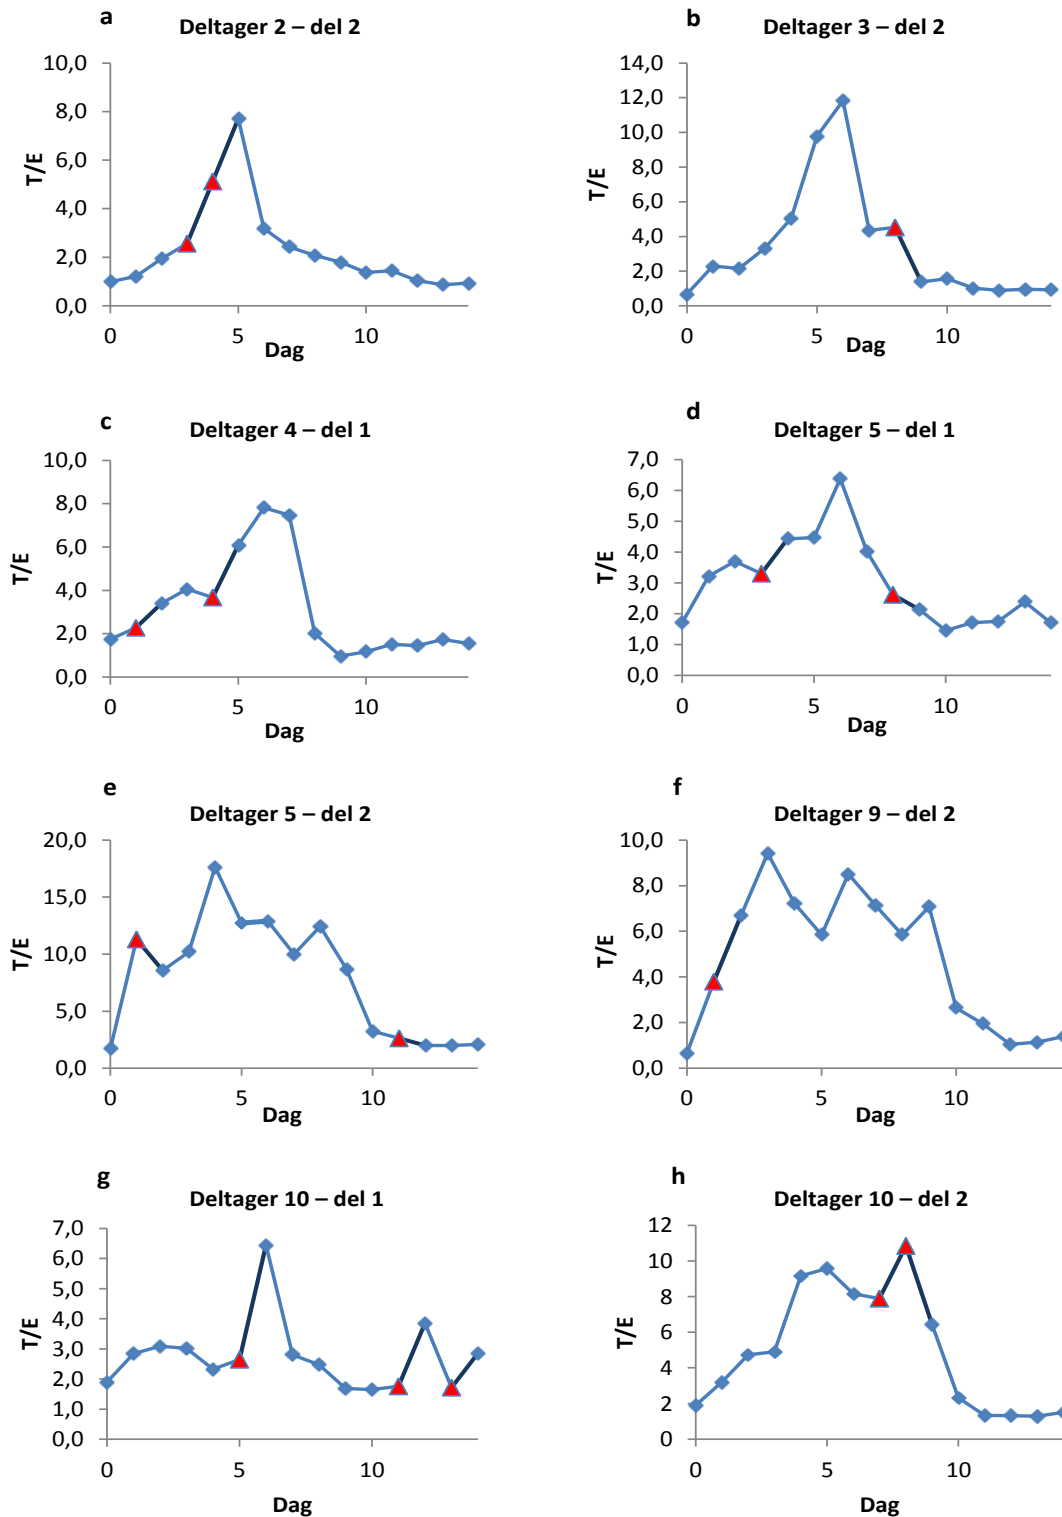 a
Deltager 2 – del 2
10,0
8,0
6,0
4,0
2,0
0,0
T/E
0 5 10
Dag
b
Deltager 3 – del 2
14,0
12,0
10,0
8,0
6,0
4,0
2,0
0,0
T/E
0 5 10
Dag
c
Deltager 4 – del 1
10,0
8,0
6,0
4,0
2,0
0,0
T/E
0 5 10
Dag
d
Deltager 5 – del 1
7,0
6,0
5,0
4,0
3,0
2,0
1,0
0,0
T/E
0 5 10
Dag
e
Deltager 5 – del 2
20,0
15,0
10,0
5,0
0,0
T/E
0 5 10
Dag
f
Deltager 9 – del 2
10,0
8,0
6,0
4,0
2,0
0,0
T/E
0 5 10
Dag
g
Deltager 10 – del 1
7,0
6,0
5,0
4,0
3,0
2,0
1,0
0,0
T/E
0 5 10
Dag
h
Deltager 10 – del 2
12
10
8
6
4
2
0
T/E
0 5 10
Dag